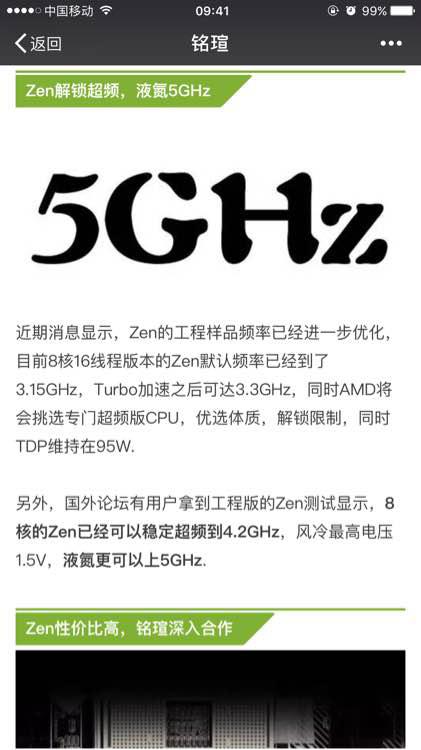 中国移动
09:41
99%
返回
铭瑄
Zen解锁超频，液氮5GHz
5GHz
近期消息显示，Zen的工程样品频率已经进一步优化，
目前8核16线程版本的Zen默认频率已经到了
3.15GHz，Turbo加速之后可达3.3GHz，同时AMD将
会挑选专门超频版CPU，优选体质，解锁限制，同时
TDP维持在95W.
另外，国外论坛有用户拿到工程版的Zen测试显示，8
核的Zen已经可以稳定超频到4.2GHz，风冷最高电压
1.5V，液氮更可以上5GHz.
Zen性价比高，铭瑄深入合作